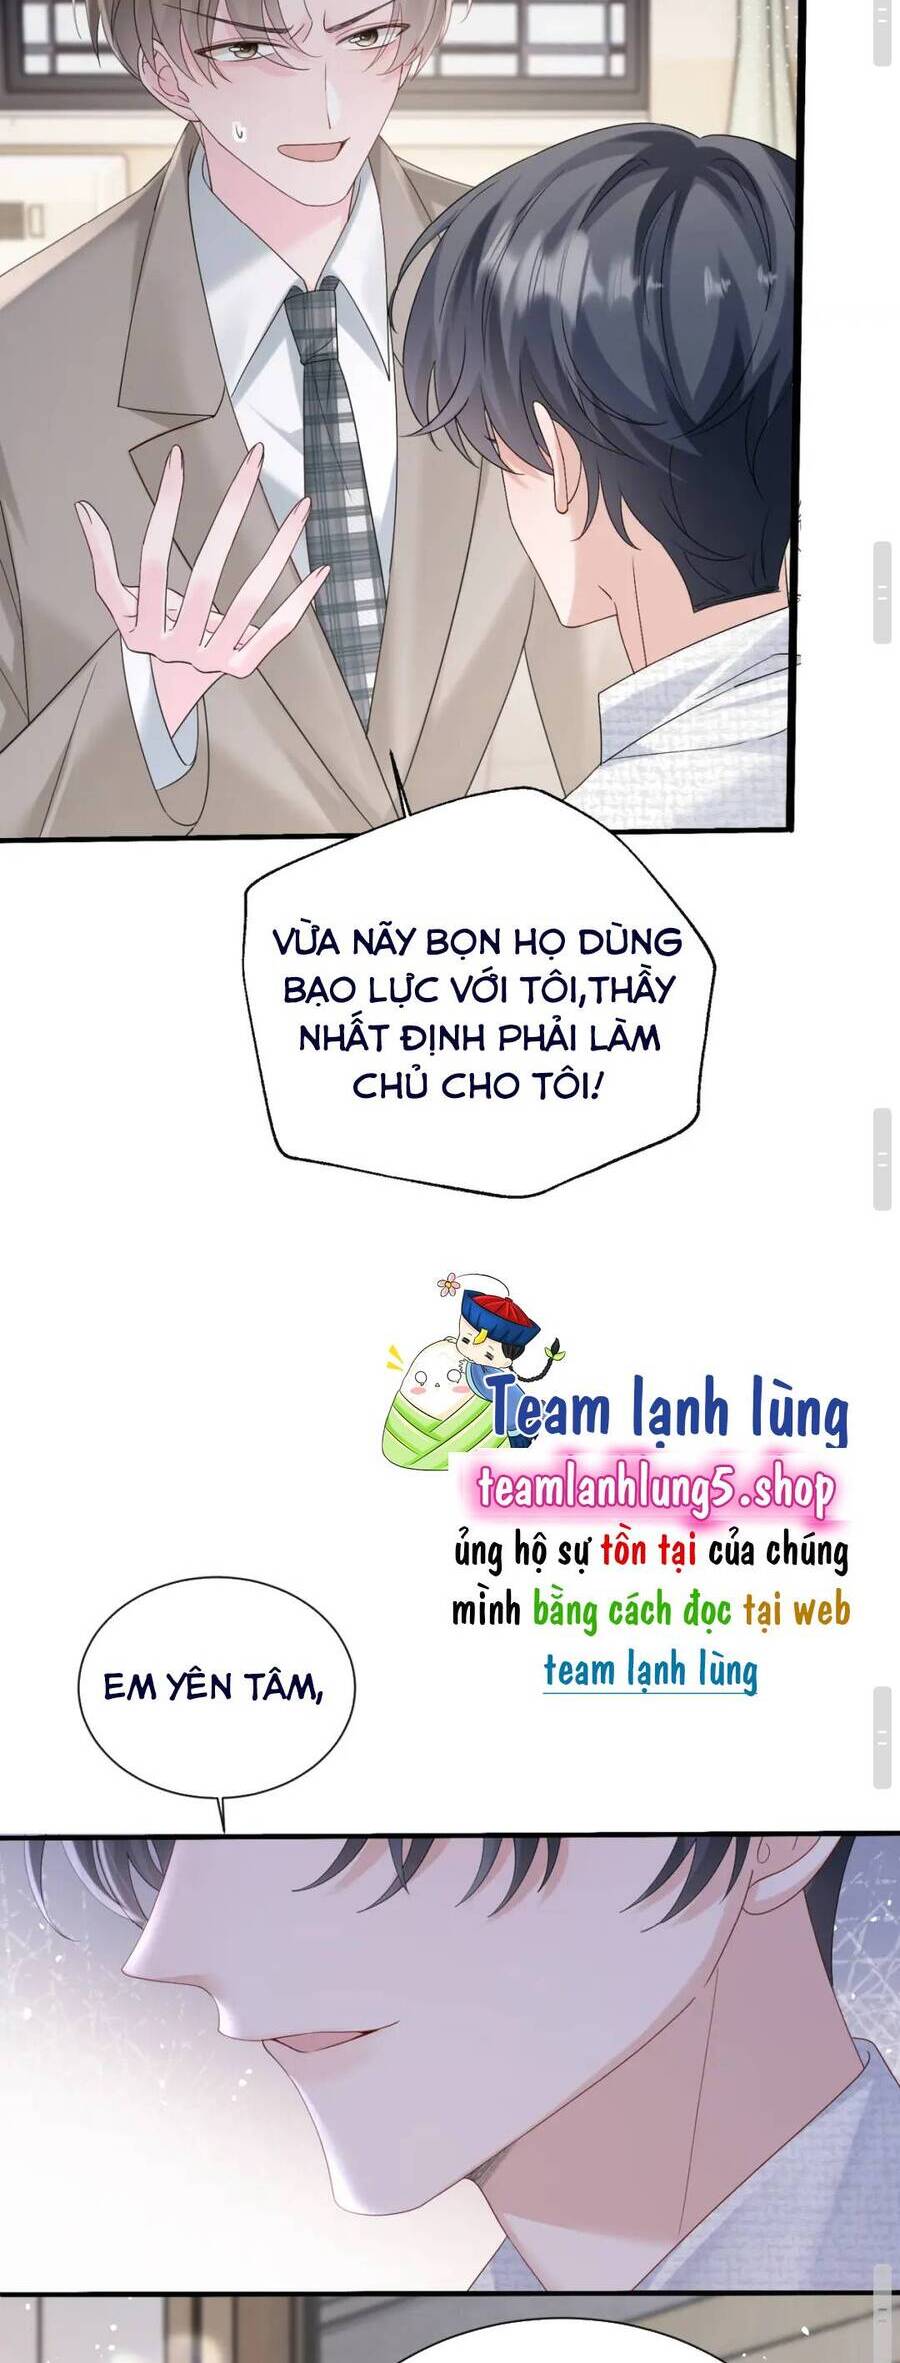 VỪA NÃY BỌN HỌ DÙNG
BẠO LỰC VỚI TÔI,THẦY
NHẤT ĐỊNH PHẢI LÀM
CHỦ CHO TÔI!
Team lạnh lùng
teamlanhlung5.shop
ủng hộ sự tồn tại của chúng
mình bằng cách đọc tại web
team lạnh lùng
EM YÊN TÂM,